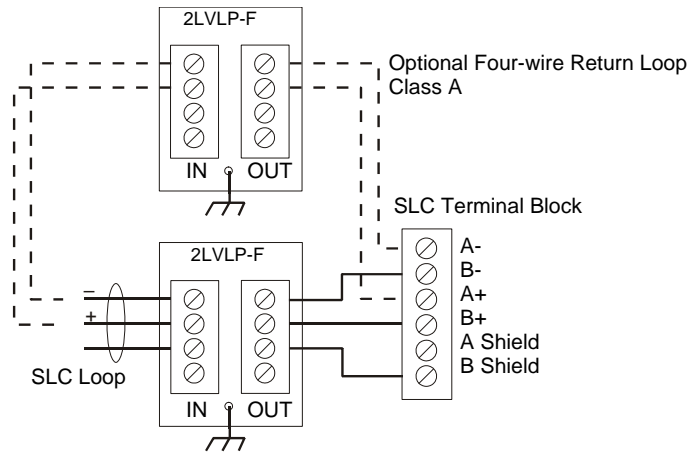 2LVLP-F
Optional Four-wire Return Loop
Class A
IN
OUT
SLC Terminal Block
2LVLP-F
A-
B-
A+
B+
A Shield
B Shield
–
+
SLC Loop
IN
OUT